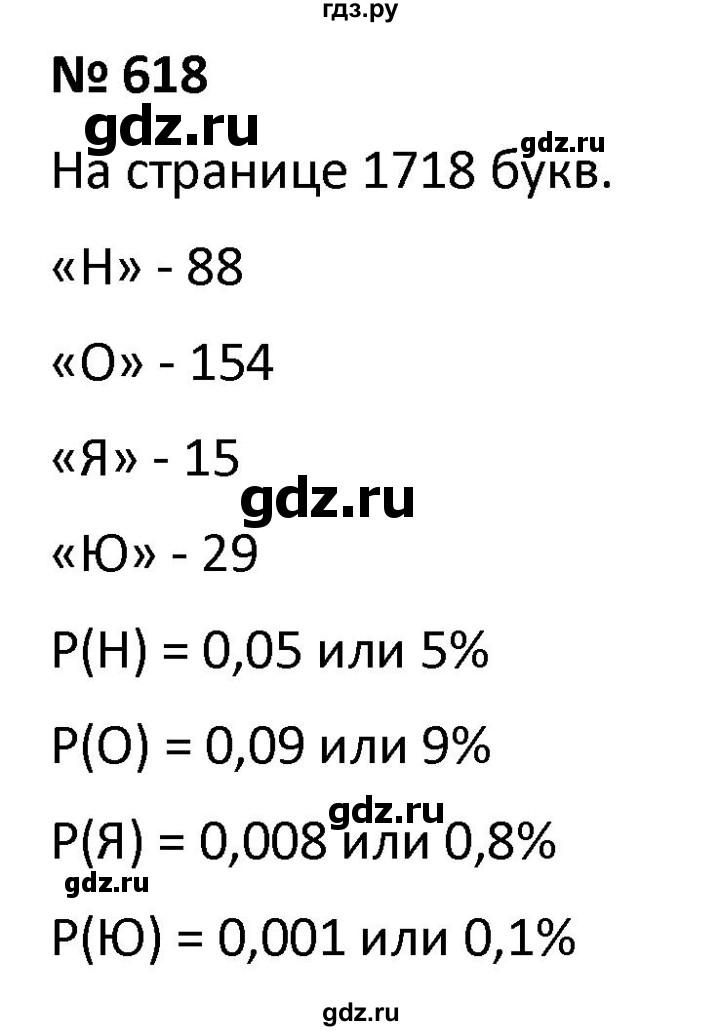 гдз.ру
№ 618
gdz.ru
gdz.ru
На странице 1718 букв.
«Н» - 88
«О» - 154
«Я» - 15
gdz.ru
«Ю» - 29
Р(Н) = 0,05 или 5%
Р(О) = 0,09 или 9%
gdz.ru
Р(Я) = 0,008 или 0,8%
gdz.ru
Р(Ю) = 0,001 или 0,1%
gdz.ru